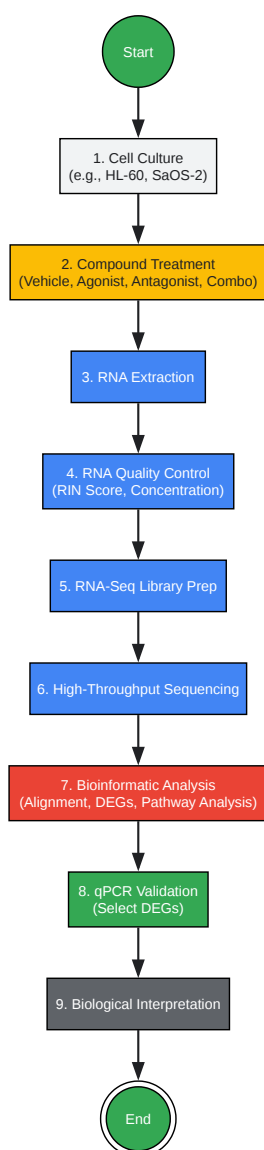 Start
1. Cell Culture
(e.g., HL-60, SaOS-2)
2. Compound Treatment
(Vehicle, Agonist, Antagonist, Combo)
3. RNA Extraction
4. RNA Quality Control
(RIN Score, Concentration)
5. RNA-Seq Library Prep
6. High-Throughput Sequencing
7. Bioinformatic Analysis
(Alignment, DEGs, Pathway Analysis)
8. qPCR Validation
(Select DEGs)
9. Biological Interpretation
End